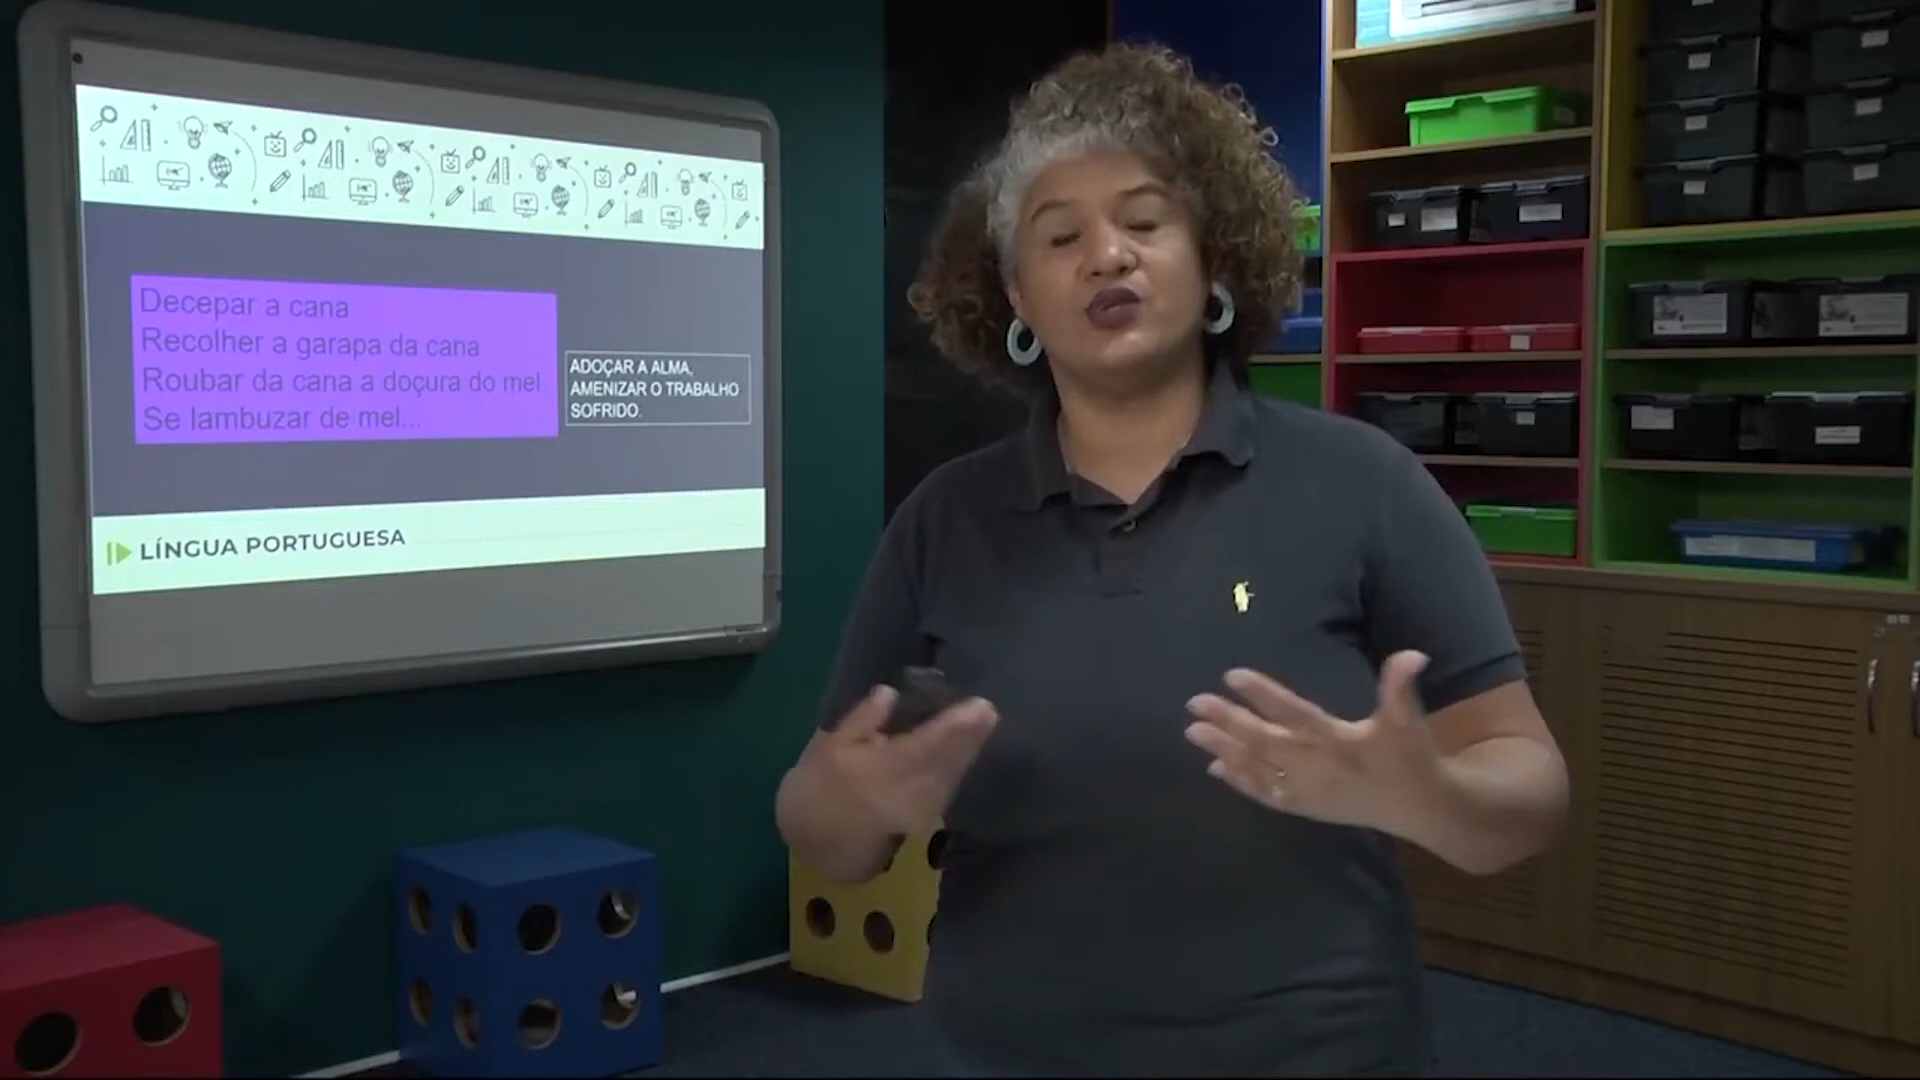 Decepar a cana
Recolher a garapa da cana
Roubar da cana a doçura do mel
Se lambuzar de mel...
ADOÇAR A ALMA,
AMENIZAR O TRABALHO
SOFRIDO.
LÍNGUA PORTUGUESA